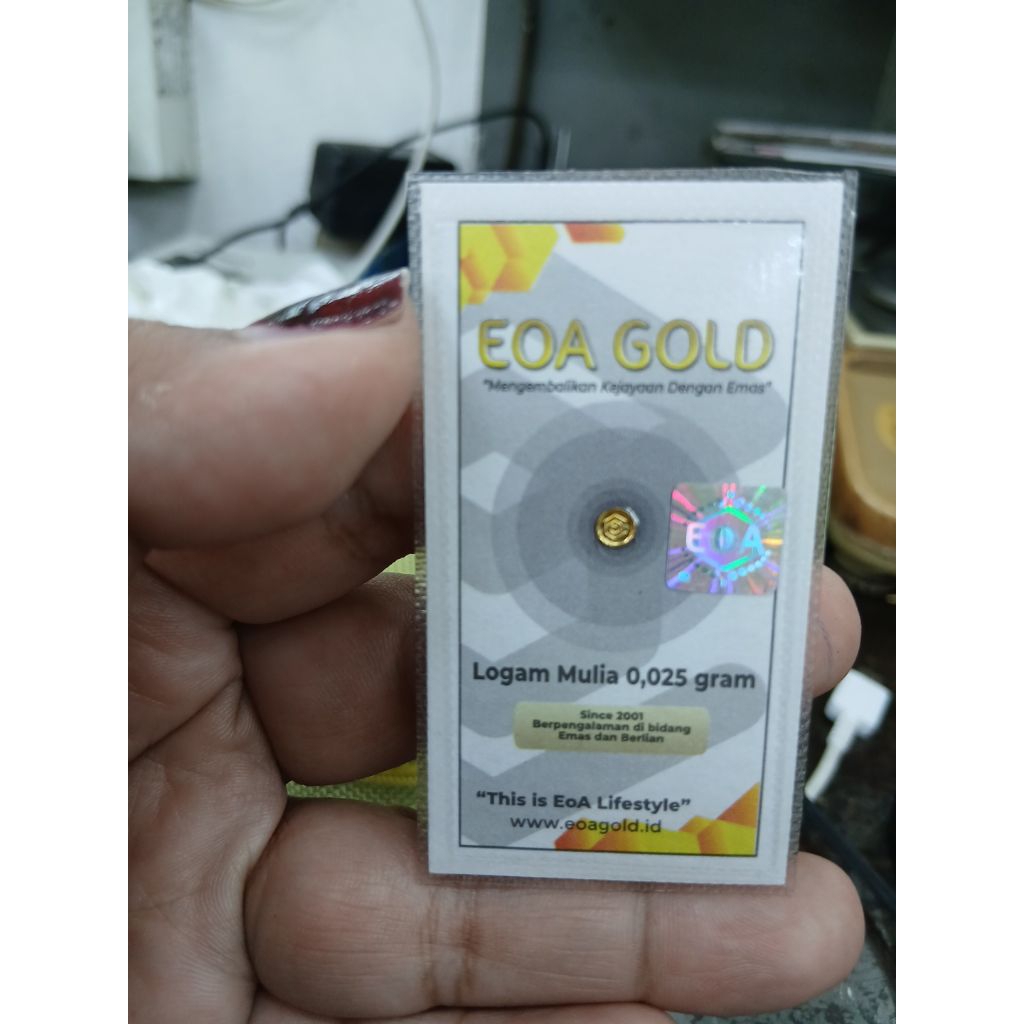 EOA GOLD
"Mengembalikan Kejayaan Dengan Emas"
EOA
Logam Mulia 0,025 gram
Since 2001
Berpengalaman di bidang
Emas dan Berlian
“This is EoA Lifestyle”
www.eoagold.id